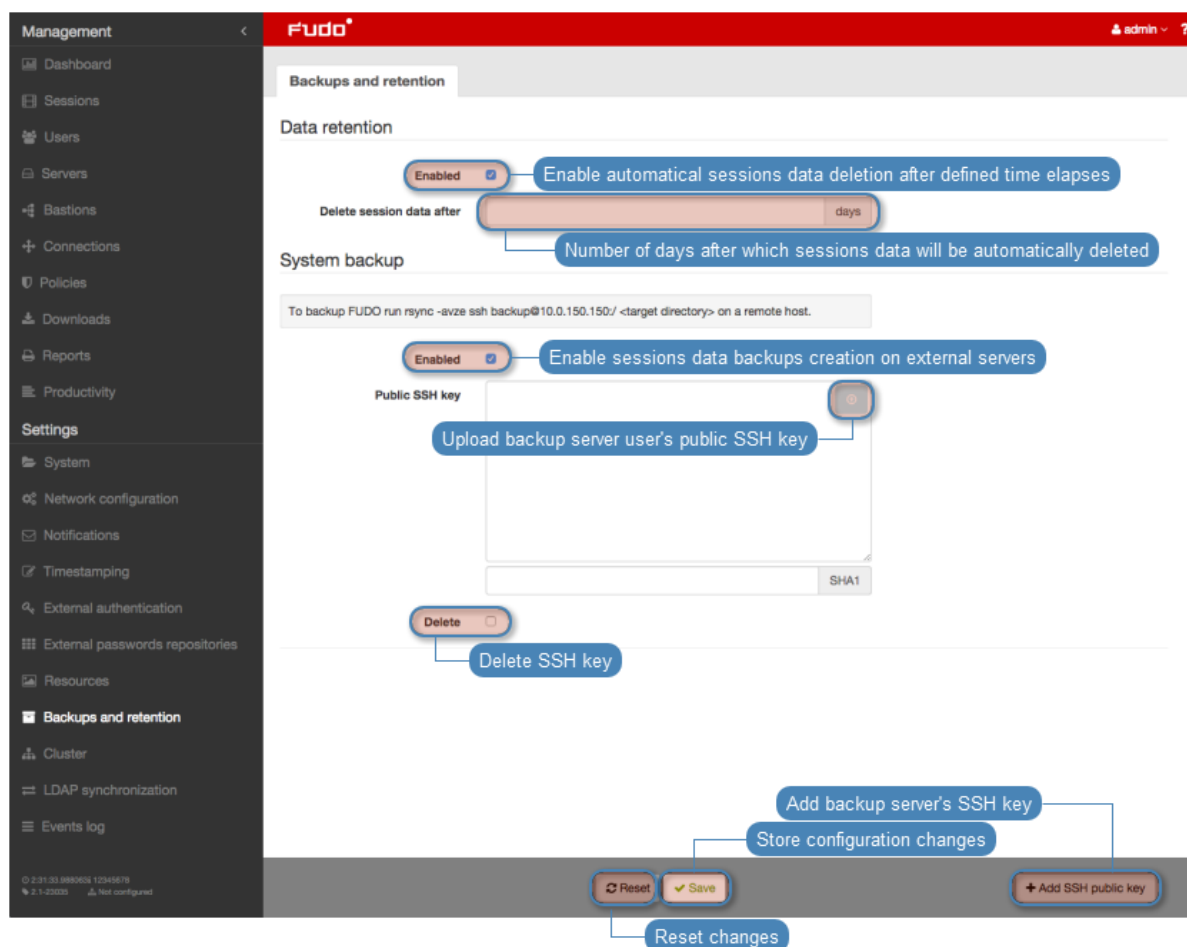 Management
Fudo
admin
?
Dashboard
Sessions
Users
Servers
Bastions
Connections
Policies
Downloads
Reports
Productivity
Settings
System
Network configuration
Notifications
Timestamping
External authentication
External passwords repositories
Resources
Backups and retention
Cluster
LDAP synchronization
Events log
2.1-23035 Not configured
Backups and retention
Data retention
Enabled
Enable automatical sessions data deletion after defined time elapses
Delete session data after
days
Number of days after which sessions data will be automatically deleted
System backup
To backup FUDO run rsync -avze ssh backup@10.0.150.150:/ <target directory> on a remote host.
Enabled
Enable sessions data backups creation on external servers
Public SSH key
Upload backup server user's public SSH key
SHA1
Delete
Delete SSH key
Add backup server's SSH key
Store configuration changes
Reset
Save
+ Add SSH public key
Reset changes